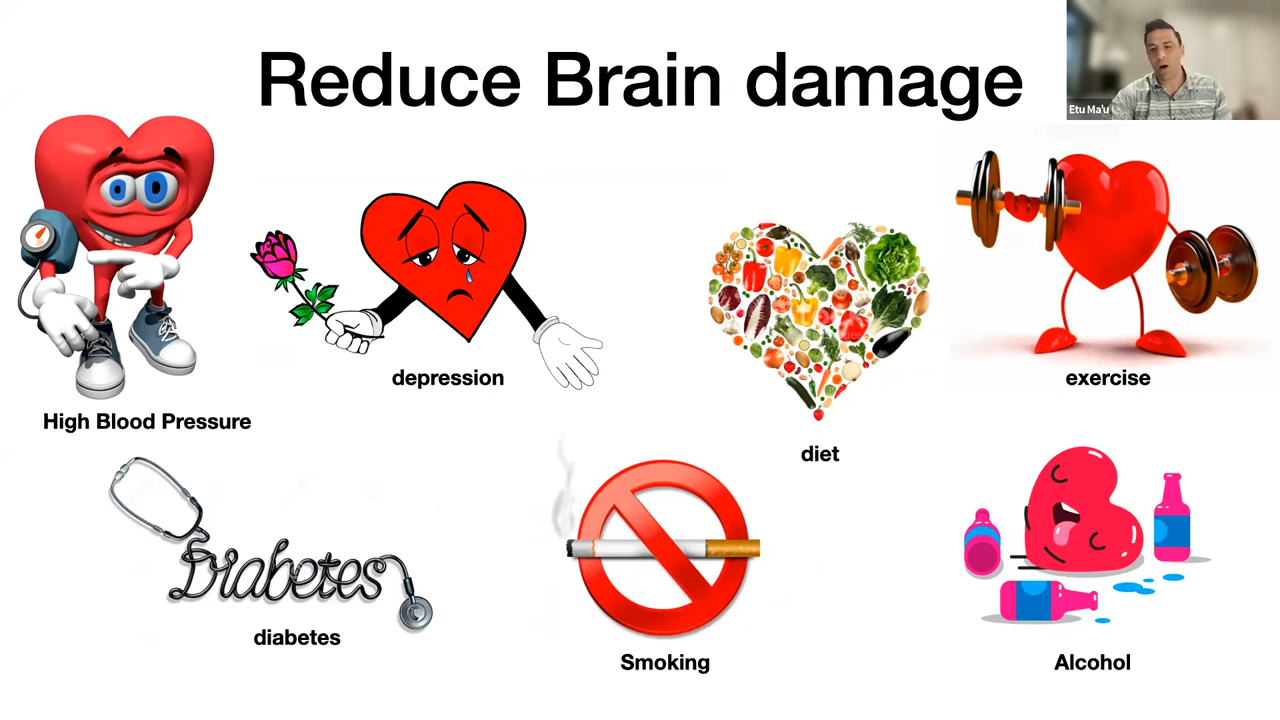 Reduce Brain damage
Etu Ma'u
High Blood Pressure
depression
diet
exercise
Diabetes
diabetes
Smoking
Alcohol